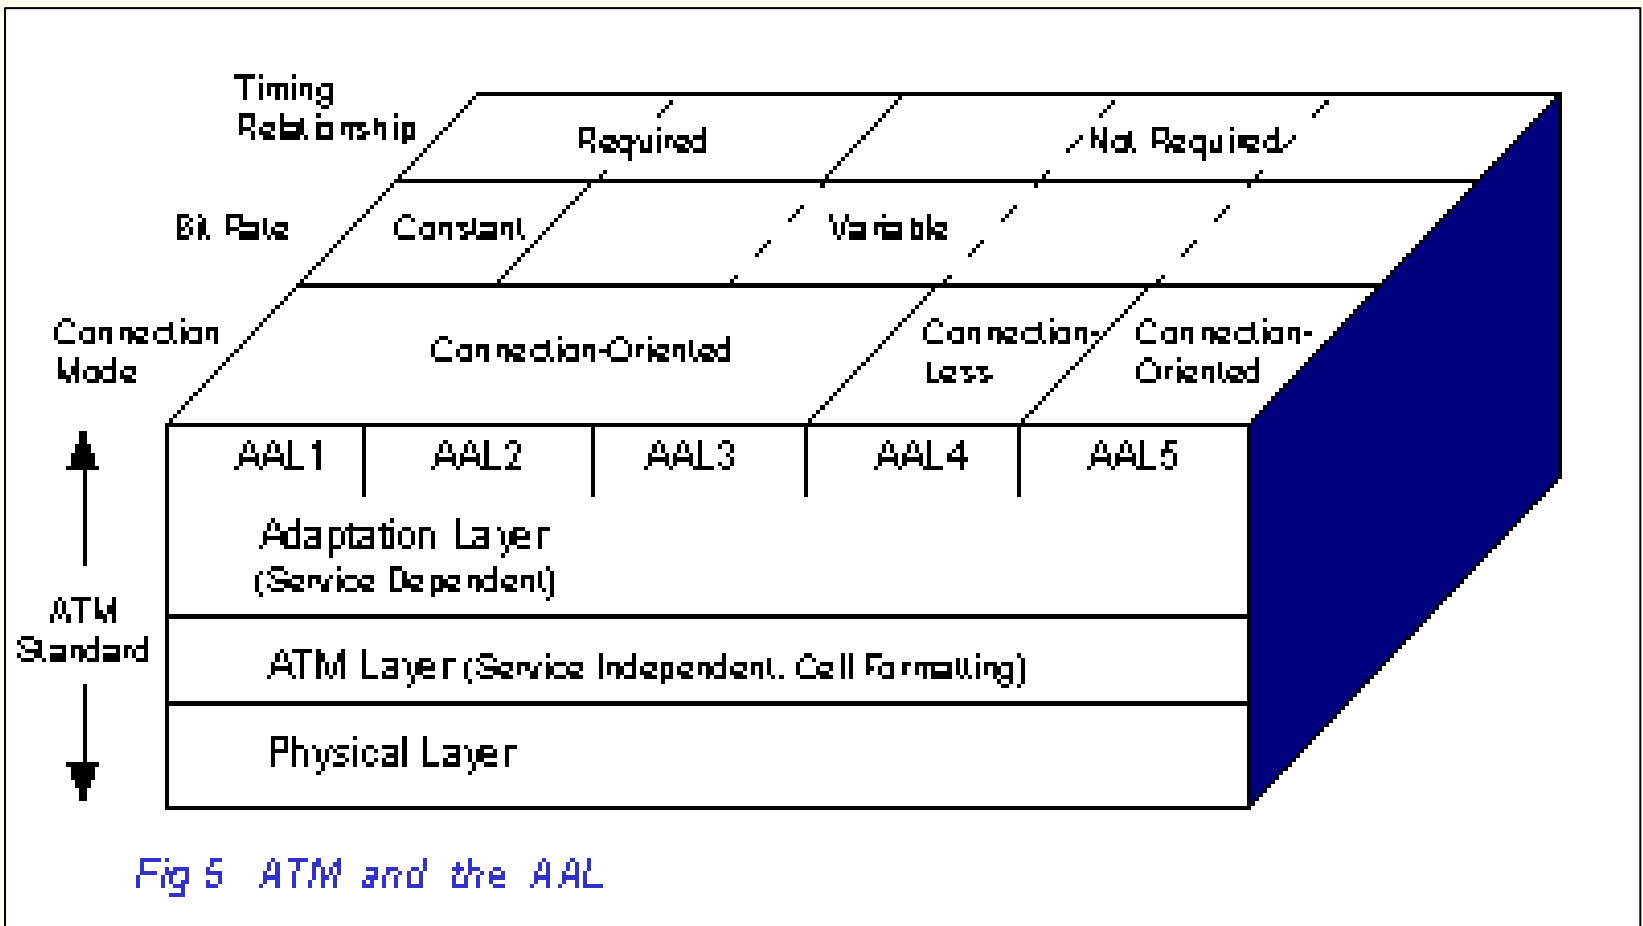 Timing
Relationship
Required
Not Required
Bit Rate
Constant
Variable
Connection
Mode
Connection-Oriented
Connection-
Less
Connection-
Oriented
AAL1
AAL2
AAL3
AAL4
AAL5
Adaptation Layer
(Service Dependent)
ATM
Standard
ATM Layer (Service Independent. Cell Formatting)
Physical Layer
Fig 5 ATM and the AAL